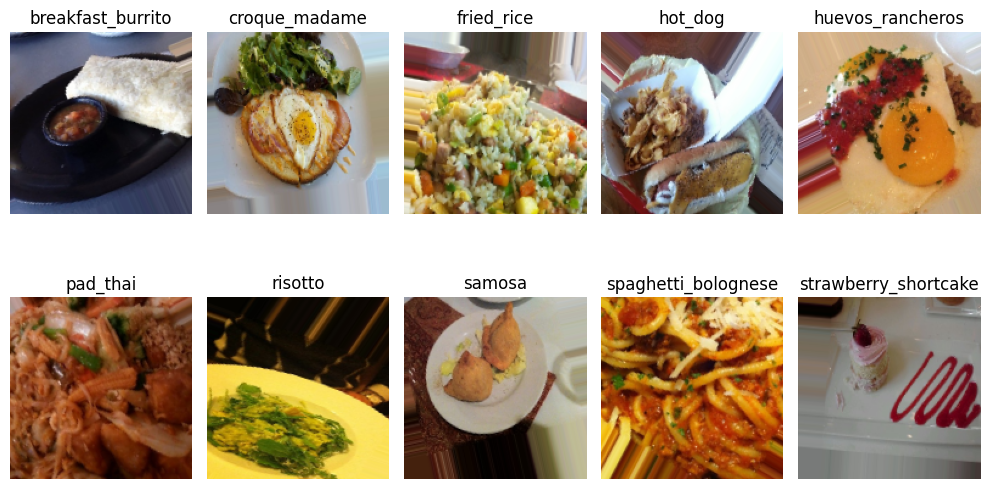 breakfast_burrito
croque_madame
fried_rice
hot_dog
huevos_rancheros
pad_thai
risotto
samosa
spaghetti_bolognese
strawberry_shortcake